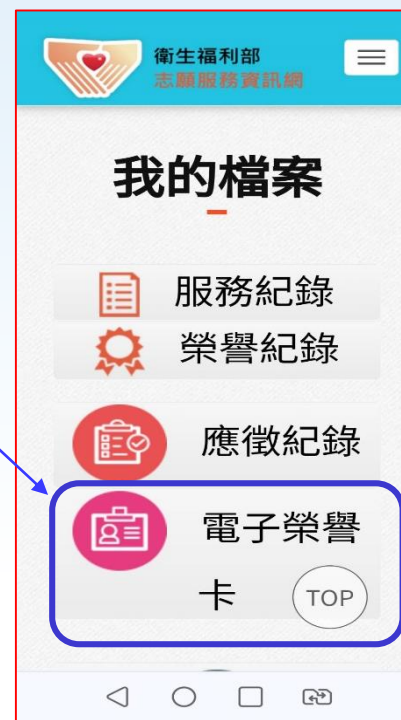 衛生福利部
志願服務資訊網
我的檔案
服務紀錄
榮譽紀錄
應徵紀錄
電子榮譽
卡
TOP